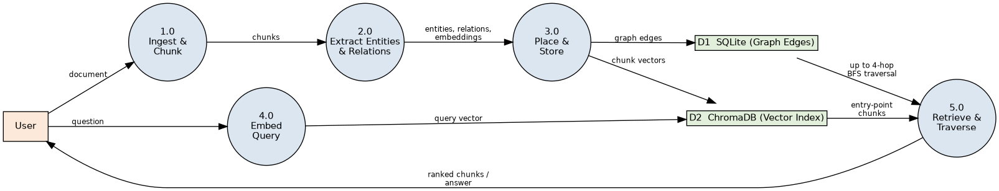 1.0
Ingest &
Chunk
chunks
2.0
Extract Entities
& Relations
entities, relations,
embeddings
3.0
Place &
Store
graph edges
D1  SQLite (Graph Edges)
chunk vectors
up to 4-hop
BFS traversal
document
User
question
4.0
Embed
Query
query vector
D2  ChromaDB (Vector Index)
entry-point
chunks
5.0
Retrieve &
Traverse
ranked chunks /
answer